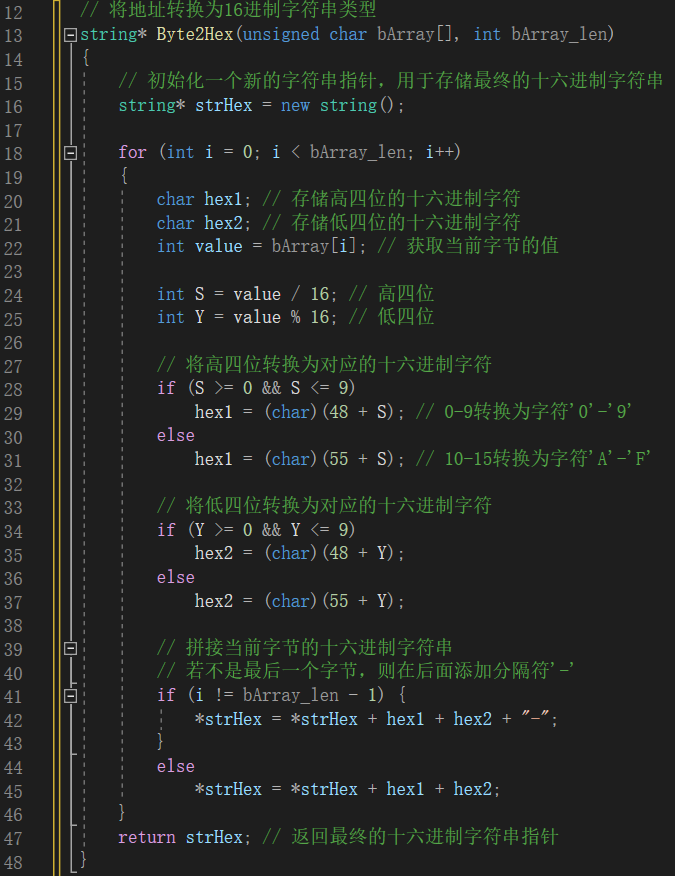 12 // 将地址转换为16进制字符串类型
13 string* Byte2Hex(unsigned char bArray[], int bArray_len)
14 {
15 // 初始化一个新的字符串指针，用于存储最终的十六进制字符串
16 string* strHex = new string();
17
18 for (int i = 0; i < bArray_len; i++)
19 {
20 char hex1; // 存储高四位的十六进制字符
21 char hex2; // 存储低四位的十六进制字符
22 int value = bArray[i]; // 获取当前字节的值
23
24 int S = value / 16; // 高四位
25 int Y = value % 16; // 低四位
26
27 // 将高四位转换为对应的十六进制字符
28 if (S >= 0 && S <= 9)
29 hex1 = (char)(48 + S); // 0-9转换为字符'0'-'9'
30 else
31 hex1 = (char)(55 + S); // 10-15转换为字符'A'-'F'
32
33 // 将低四位转换为对应的十六进制字符
34 if (Y >= 0 && Y <= 9)
35 hex2 = (char)(48 + Y);
36 else
37 hex2 = (char)(55 + Y);
38
39 // 拼接当前字节的十六进制字符串
40 // 若不是最后一个字节，则在后面添加分隔符'-'
41 if (i != bArray_len - 1) {
42 *strHex = *strHex + hex1 + hex2 + "-";
43 }
44 else
45 *strHex = *strHex + hex1 + hex2;
46 }
47 return strHex; // 返回最终的十六进制字符串指针
48 }